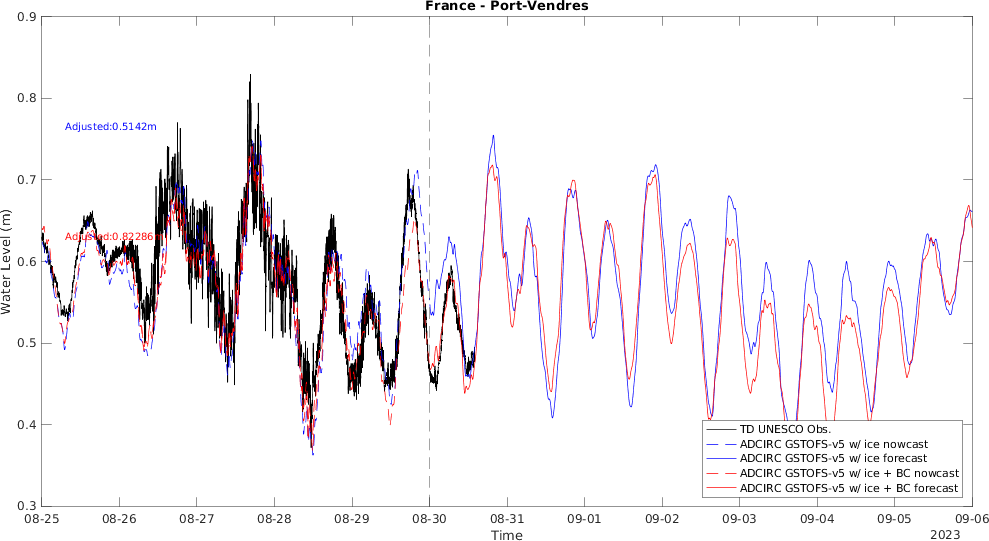 France - Port-Vendres
0.9
0.8
0.7
0.6
0.5
0.4
0.3
Water Level (m)
Adjusted:0.5142m
Adjusted:0.82286m
TD UNESCO Obs.
ADCIRC GSTOFS-v5 w/ ice nowcast
ADCIRC GSTOFS-v5 w/ ice forecast
ADCIRC GSTOFS-v5 w/ ice + BC nowcast
ADCIRC GSTOFS-v5 w/ ice + BC forecast
08-25 08-26 08-27 08-28 08-29 08-30 08-31 09-01 09-02 09-03 09-04 09-05 09-06
Time
2023